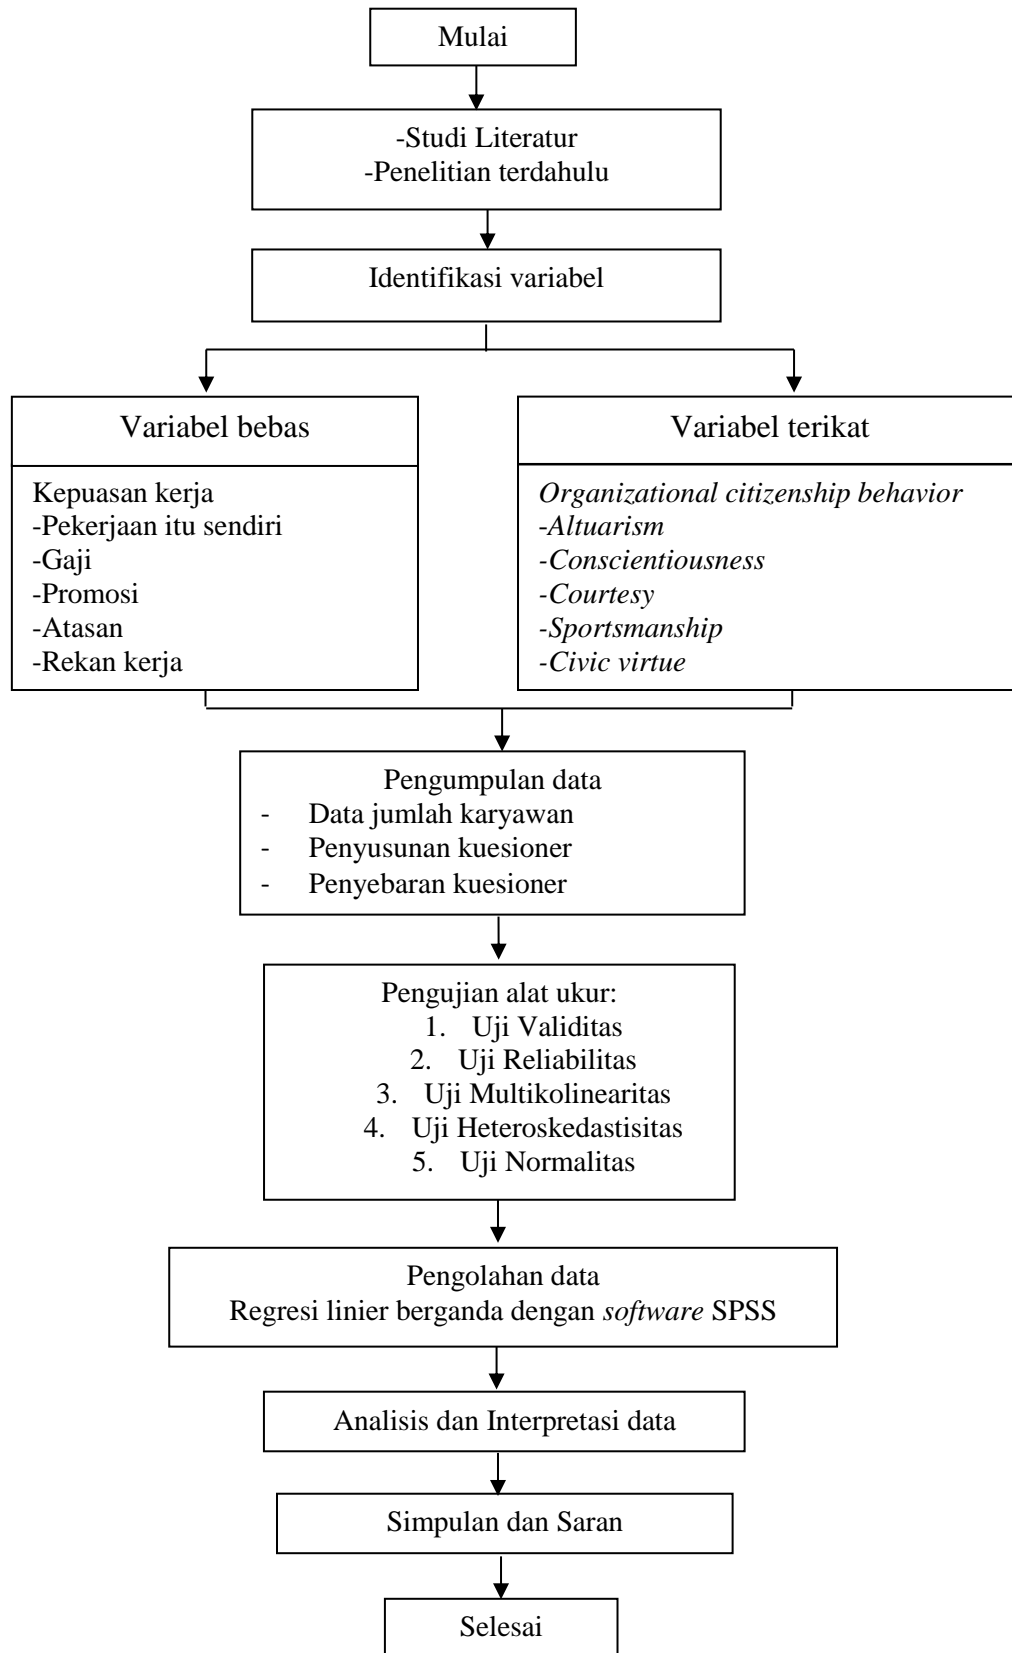 Mulai
-Studi Literatur
-Penelitian terdahulu
Identifikasi variabel
Variabel bebas
Kepuasan kerja
-Pekerjaan itu sendiri
-Gaji
-Promosi
-Atasan
-Rekan kerja
Variabel terikat
Organizational citizenship behavior
-Altuarism
-Conscientiousness
-Courtesy
-Sportsmanship
-Civic virtue
Pengumpulan data
- Data jumlah karyawan
- Penyusunan kuesioner
- Penyebaran kuesioner
Pengujian alat ukur:
1. Uji Validitas
2. Uji Reliabilitas
3. Uji Multikolinearitas
4. Uji Heteroskedastisitas
5. Uji Normalitas
Pengolahan data
Regresi linier berganda dengan software SPSS
Analisis dan Interpretasi data
Simpulan dan Saran
Selesai